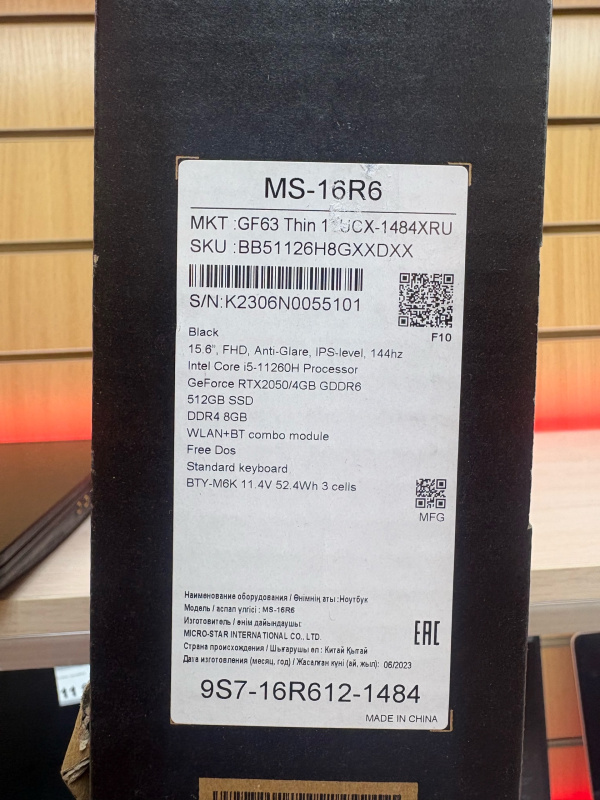 MS-16R6
MKT :GF63 Thin UCX-1484XRU
SKU :BB51126H8GXXDXX
S/N:K2306N0055101
F10
Black
15.6", FHD, Anti-Glare, IPS-level, 144hz
Intel Core i5-11260H Processor
GeForce RTX2050/4GB GDDR6
512GB SSD
DDR4 8GB
WLAN+BT combo module
Free Dos
Standard keyboard
BTY-M6K 11.4V 52.4Wh 3 cells
MFG
Наименование оборудования / Өнімнің аты :Ноутбук
Модель / аспап үлгісі : MS-16R6
Изготовитель / өнім дайындаушы:
MICRO-STAR INTERNATIONAL CO., LTD.
Страна происхождения / Шығарушы ел : Китай Қытай
Дата изготовления (месяц, год) / Жасалған күні (ай, жыл): 06/2023
EAC
9S7-16R612-1484
MADE IN CHINA